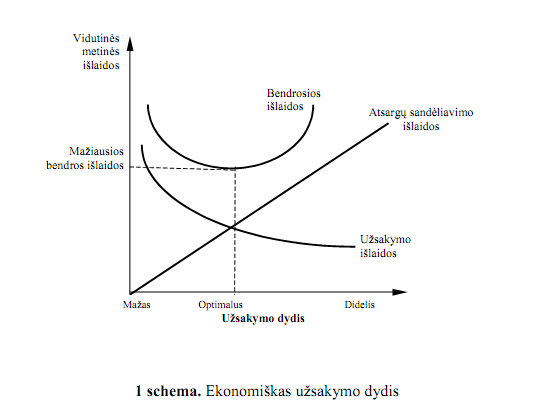 Vidutinės
metinės
išlaidos
Bendrosios
išlaidos
Atsargų sandėliavimo
išlaidos
Mažiausios
bendros išlaidos
Užsakymo
išlaidos
Mažas
Optimalus
Didelis
Užsakymo dydis
1 schema. Ekonomiškas užsakymo dydis